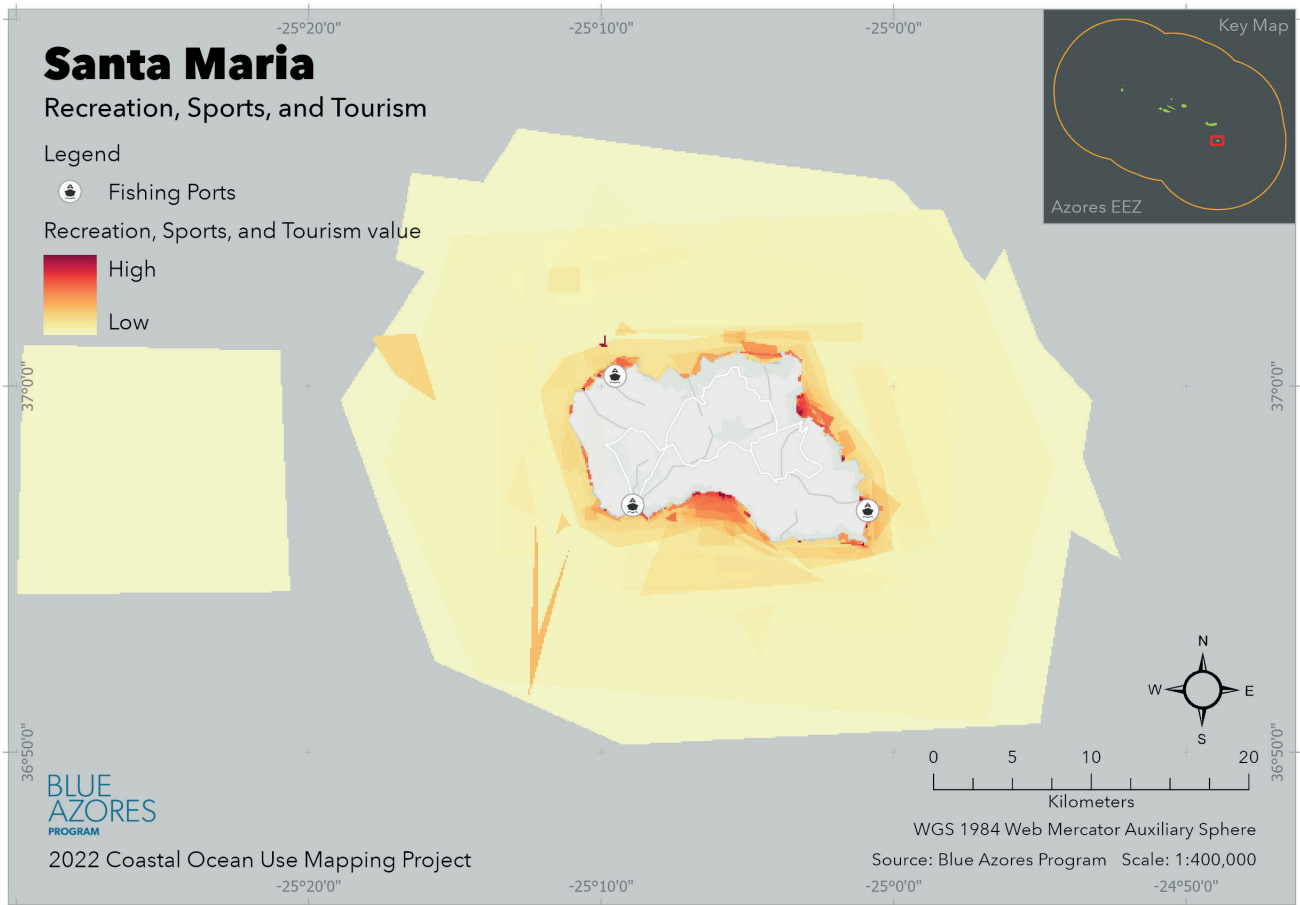 -25°20'0"
-25°10'0"
-25°0'0"
Key Map
Azores EEZ
Santa Maria
Recreation, Sports, and Tourism
Legend
Fishing Ports
Recreation, Sports, and Tourism value
High
Low
37°0'0"
37°0'0"
36°50'0"
36°50'0"
N
W
E
S
0
5
10
20
Kilometers
WGS 1984 Web Mercator Auxiliary Sphere
Source: Blue Azores Program Scale: 1:400,000
BLUE
AZORES
PROGRAM
2022 Coastal Ocean Use Mapping Project
-25°20'0"
-25°10'0"
-25°0'0"
-24°50'0"